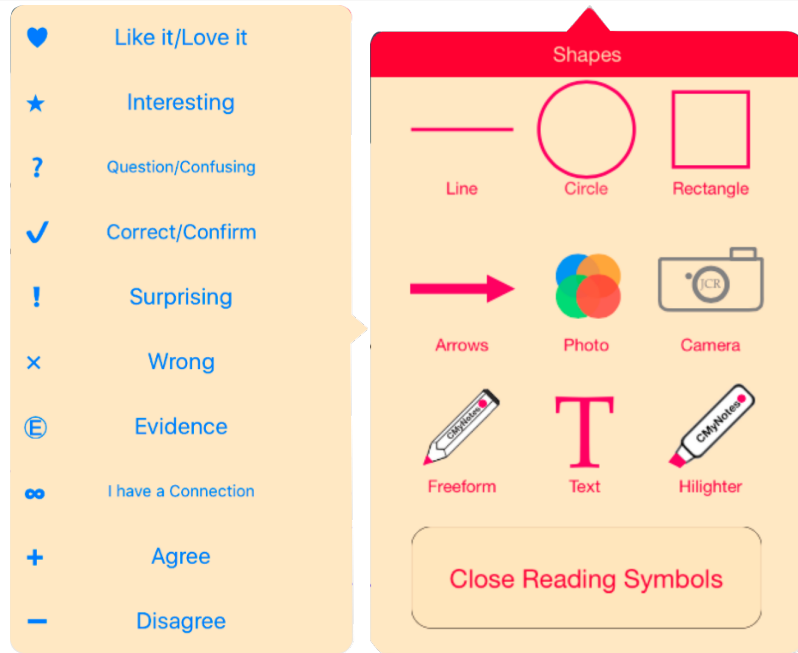 Like it/Love it
Interesting
? Question/Confusing
Correct/Confirm
! Surprising
× Wrong
Ⓔ Evidence
∞ I have a Connection
+ Agree
− Disagree
Shapes
Line Circle Rectangle
JCR
Arrows Photo Camera
CMyNotes T CMyNotes
Freeform Text Hilighter
Close Reading Symbols